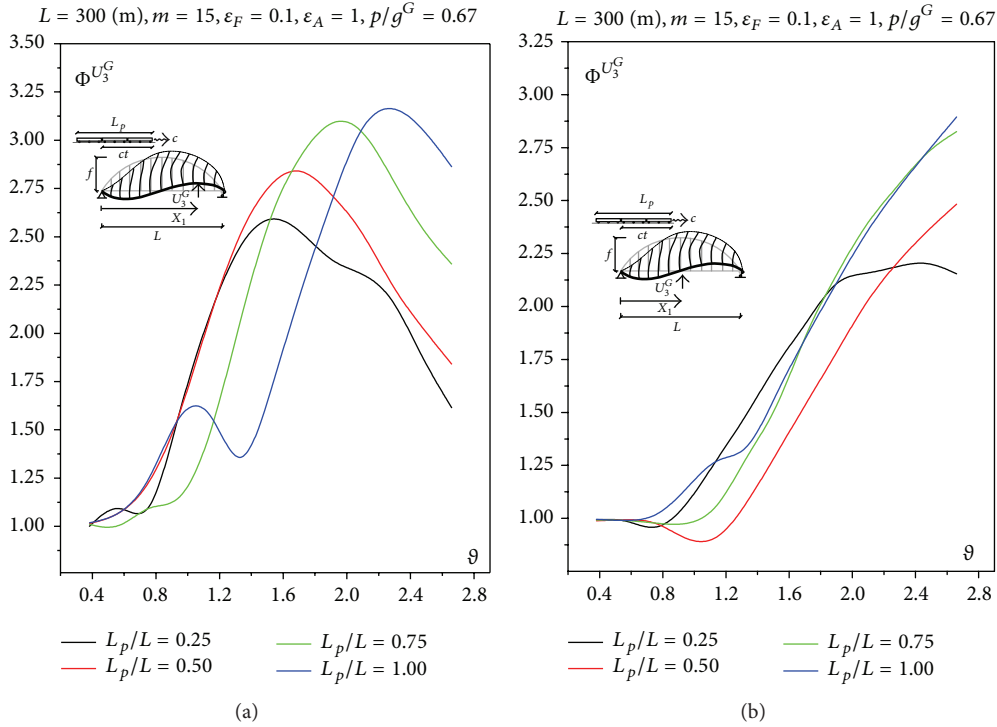 L = 300 (m), m = 15, ε_F = 0.1, ε_A = 1, p/g^G = 0.67
3.50
3.25
3.00
2.75
2.50
2.25
2.00
1.75
1.50
1.25
1.00
Φ^{U_3^G}
L_p
c
ct
f
U_3^G
X_1
L
ϑ
0.4 0.8 1.2 1.6 2.0 2.4 2.8
L_p/L = 0.25
L_p/L = 0.50
L_p/L = 0.75
L_p/L = 1.00
(a)
L = 300 (m), m = 15, ε_F = 0.1, ε_A = 1, p/g^G = 0.67
3.25
3.00
2.75
2.50
2.25
2.00
1.75
1.50
1.25
1.00
Φ^{U_3^G}
L_p
c
ct
f
U_3^G
X_1
L
ϑ
0.4 0.8 1.2 1.6 2.0 2.4 2.8
L_p/L = 0.25
L_p/L = 0.50
L_p/L = 0.75
L_p/L = 1.00
(b)